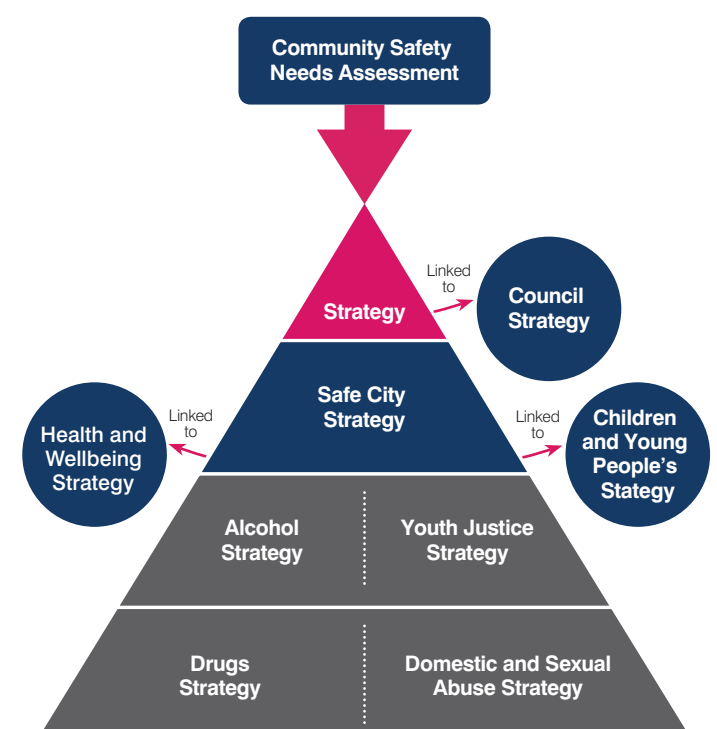 Community Safety
Needs Assessment
Linked
to
Council
Strategy
Strategy
Safe City
Strategy
Linked
to
Health and
Wellbeing
Strategy
Linked
to
Children
and Young
People's
Stategy
Alcohol
Strategy
Youth Justice
Strategy
Drugs
Strategy
Domestic and Sexual
Abuse Strategy